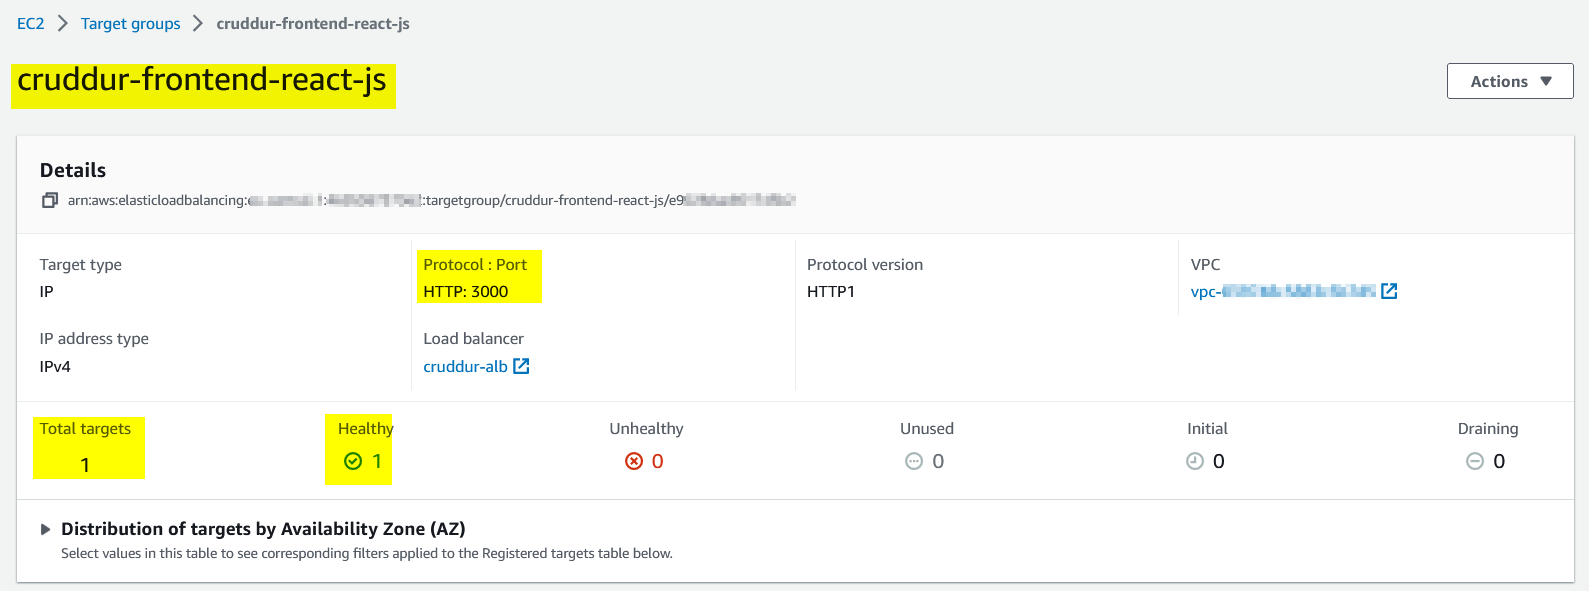 EC2 > Target groups > cruddur-frontend-react-js
cruddur-frontend-react-js
Actions
Details
arn:aws:elasticloadbalancing: :targetgroup/cruddur-frontend-react-js/e9
Target type
IP
Protocol : Port
HTTP: 3000
Protocol version
HTTP1
VPC
vpc-
IP address type
IPv4
Load balancer
cruddur-alb
Total targets
1
Healthy
1
Unhealthy
0
Unused
0
Initial
0
Draining
0
Distribution of targets by Availability Zone (AZ)
Select values in this table to see corresponding filters applied to the Registered targets table below.